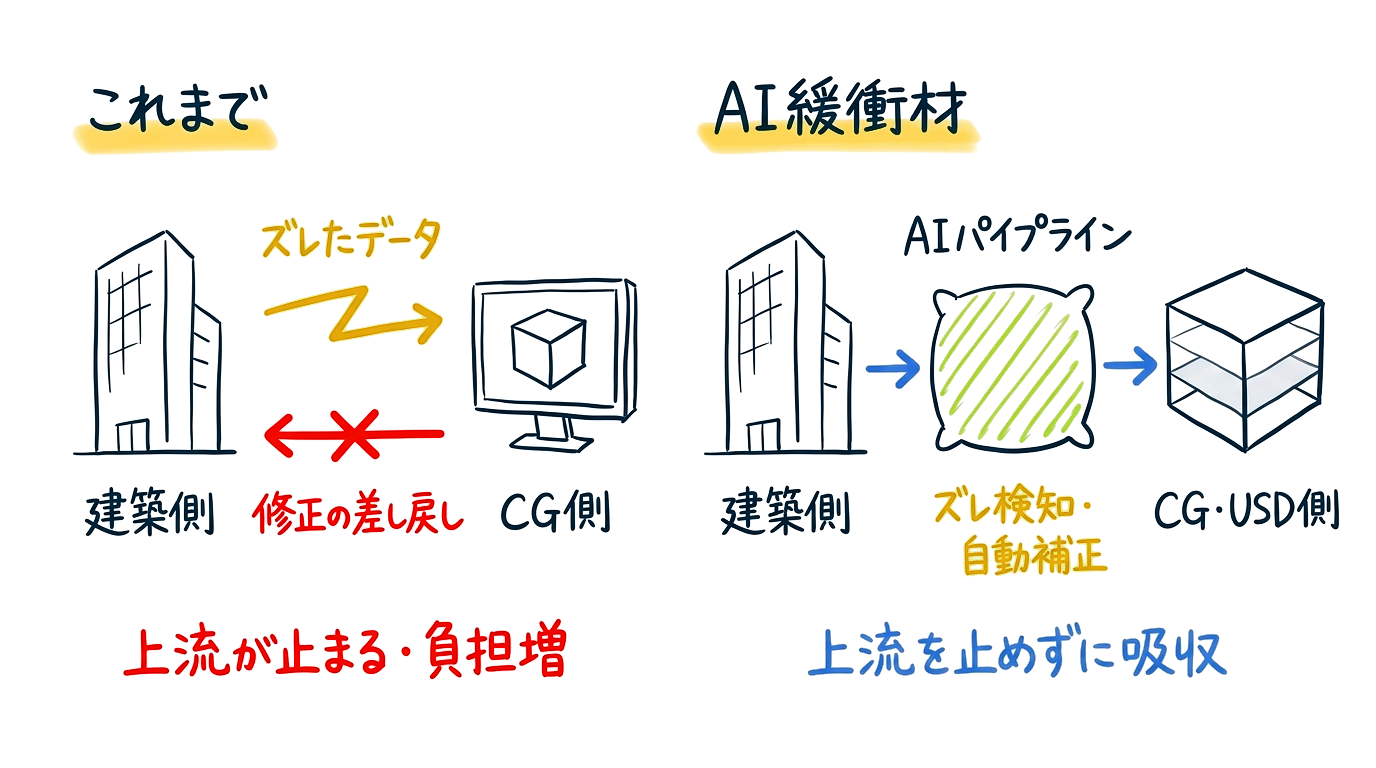 これまで
ズレたデータ
建築側
修正の差し戻し
CG側
上流が止まる・負担増
AI緩衝材
AIパイプライン
建築側
ズレ検知・
自動補正
CG・USD側
上流を止めずに吸収